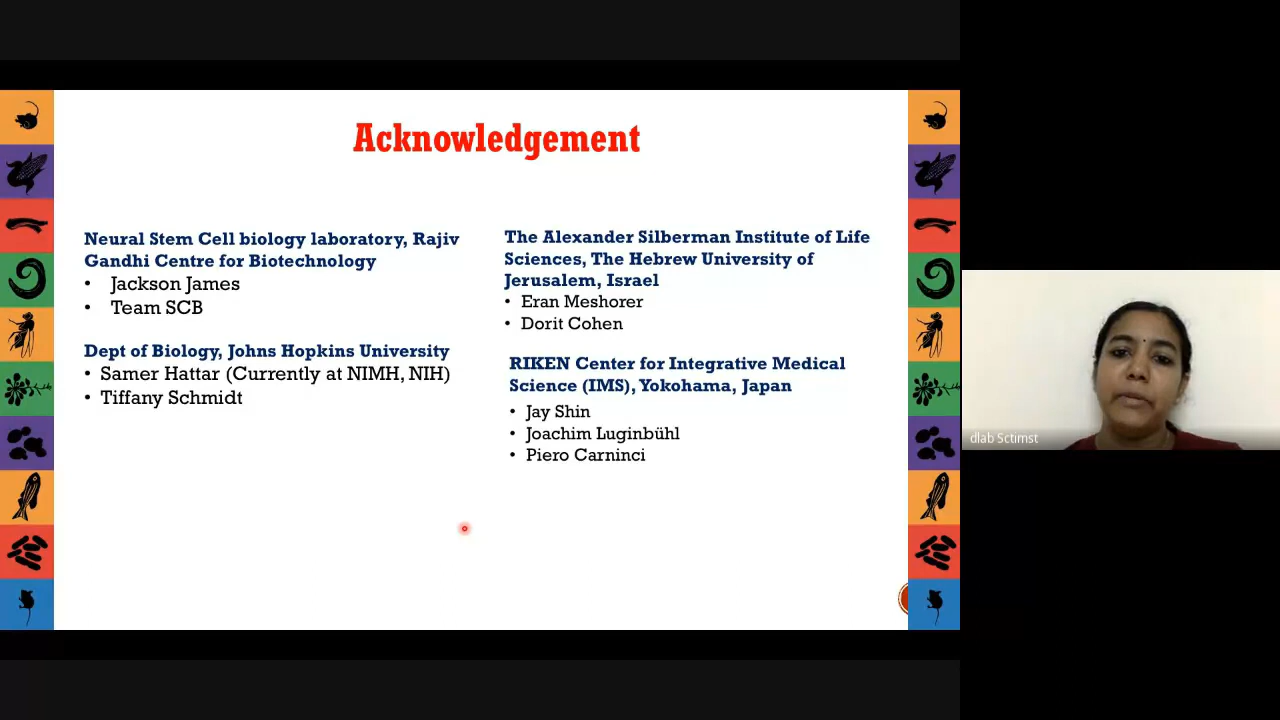 Acknowledgement
Neural Stem Cell biology laboratory, Rajiv
Gandhi Centre for Biotechnology
• Jackson James
• Team SCB
Dept of Biology, Johns Hopkins University
• Samer Hattar (Currently at NIMH, NIH)
• Tiffany Schmidt
The Alexander Silberman Institute of Life
Sciences, The Hebrew University of
Jerusalem, Israel
• Eran Meshorer
• Dorit Cohen
RIKEN Center for Integrative Medical
Science (IMS), Yokohama, Japan
• Jay Shin
• Joachim Luginbühl
• Piero Carninci
dlab Sctimst